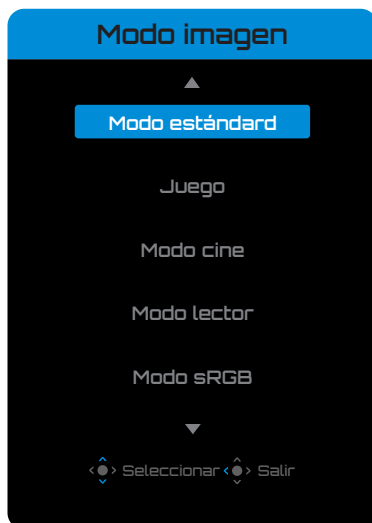 Modo imagen
Modo estándard
Juego
Modo cine
Modo lector
Modo sRGB
Seleccionar Salir